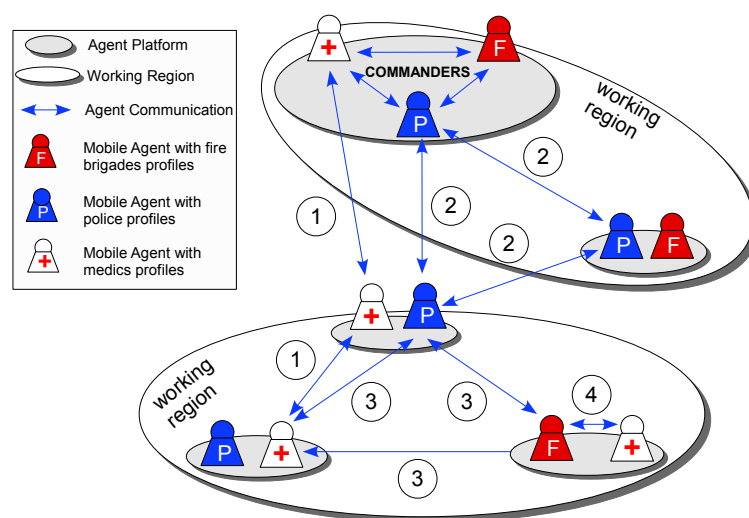 Agent Platform
Working Region
Agent Communication
Mobile Agent with fire
brigades profiles
F
Mobile Agent with
police profiles
P
Mobile Agent with
medics profiles
F
COMMANDERS
P
working
region
1
2
2
2
P
F
P
1
3
3
4
working
region
P
F
3